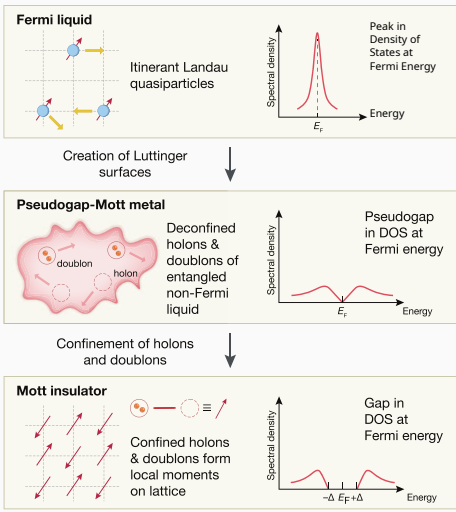 Fermi liquid
Itinerant Landau
quasiparticles
Spectral density
Peak in
Density of
States at
Fermi Energy
Energy
EF
Creation of Luttinger
surfaces
Pseudogap-Mott metal
doublon
holon
Deconfined
holons &
doublons of
entangled
non-Fermi
liquid
Spectral density
Pseudogap
in DOS at
Fermi energy
EF
Energy
Confinement of holons
and doublons
Mott insulator
≡
Confined holons
& doublons form
local moments
on lattice
Spectral density
Gap in
DOS at
Fermi energy
−Δ EF +Δ
Energy